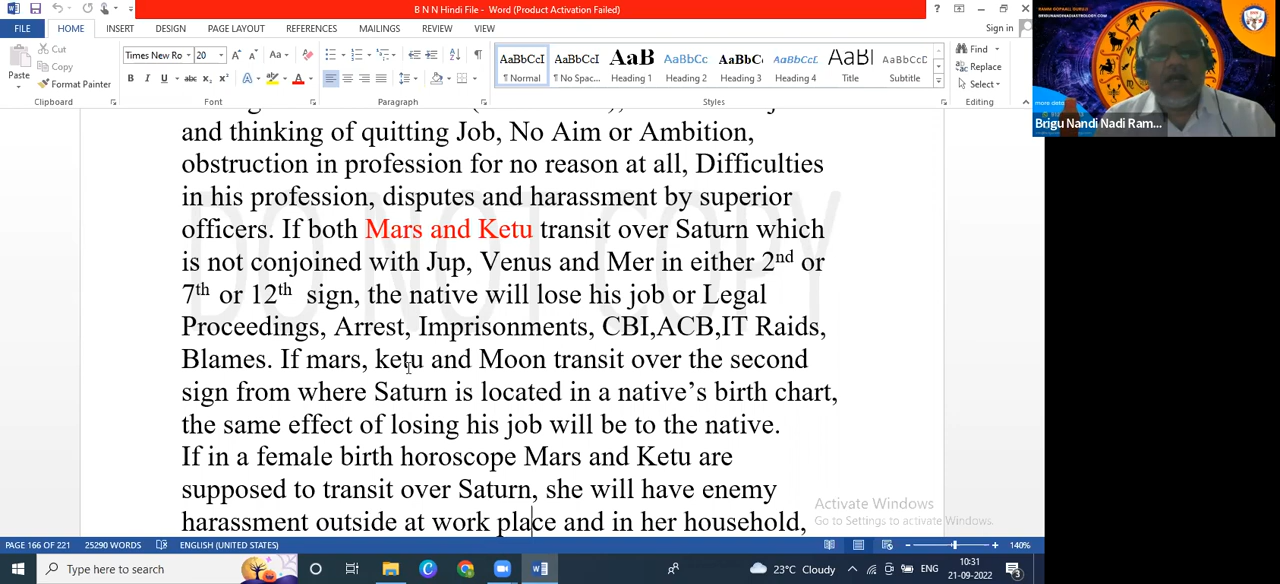 B N N Hindi File - Word (Product Activation Failed)
FILE HOME INSERT DESIGN PAGE LAYOUT REFERENCES MAILINGS REVIEW VIEW Sign in
Paste Cut Copy Format Painter
Clipboard
Times New Ro 20
Font
Paragraph
AaBbCcI AaBbCcI AaB AaBbCc AaBbCc AaBbCc AaBl AaBbCcD
¶ Normal ¶ No Spac... Heading 1 Heading 2 Heading 3 Heading 4 Title Subtitle
Styles
Find
Replace
Select
Editing
and thinking of quitting Job, No Aim or Ambition,
obstruction in profession for no reason at all, Difficulties
in his profession, disputes and harassment by superior
officers. If both Mars and Ketu transit over Saturn which
is not conjoined with Jup, Venus and Mer in either 2nd or
7th or 12th sign, the native will lose his job or Legal
Proceedings, Arrest, Imprisonments, CBI,ACB,IT Raids,
Blames. If mars, ketu and Moon transit over the second
sign from where Saturn is located in a native's birth chart,
the same effect of losing his job will be to the native.
If in a female birth horoscope Mars and Ketu are
supposed to transit over Saturn, she will have enemy
harassment outside at work place and in her household,
DO NOT COPY
Activate Windows
Go to Settings to activate Windows.
Brigu Nandi Nadi Ram...
PAGE 166 OF 221 25290 WORDS ENGLISH (UNITED STATES) 140%
Type here to search
23°C Cloudy ENG 10:31
21-09-2022 3